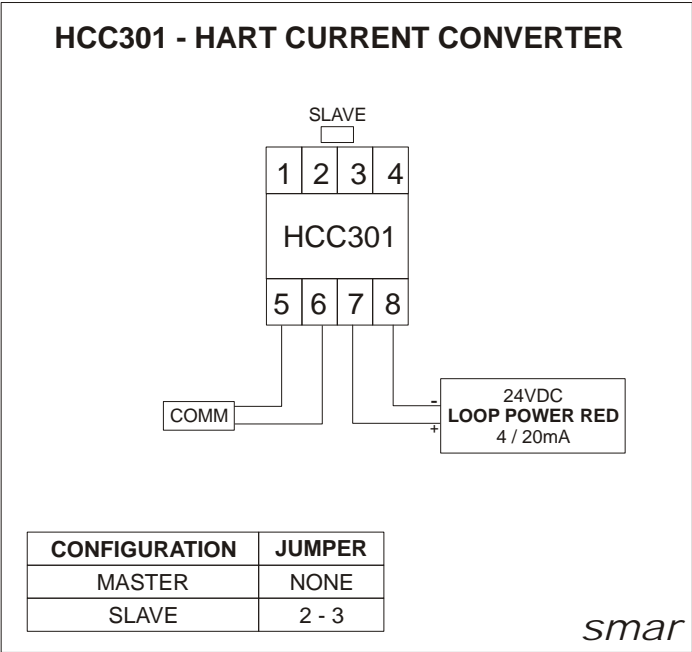 HCC301 - HART CURRENT CONVERTER
SLAVE
1 2 3 4
HCC301
5 6 7 8
COMM
-
+
24VDC
LOOP POWER RED
4 / 20mA
CONFIGURATION JUMPER
MASTER NONE
SLAVE 2 - 3
smar